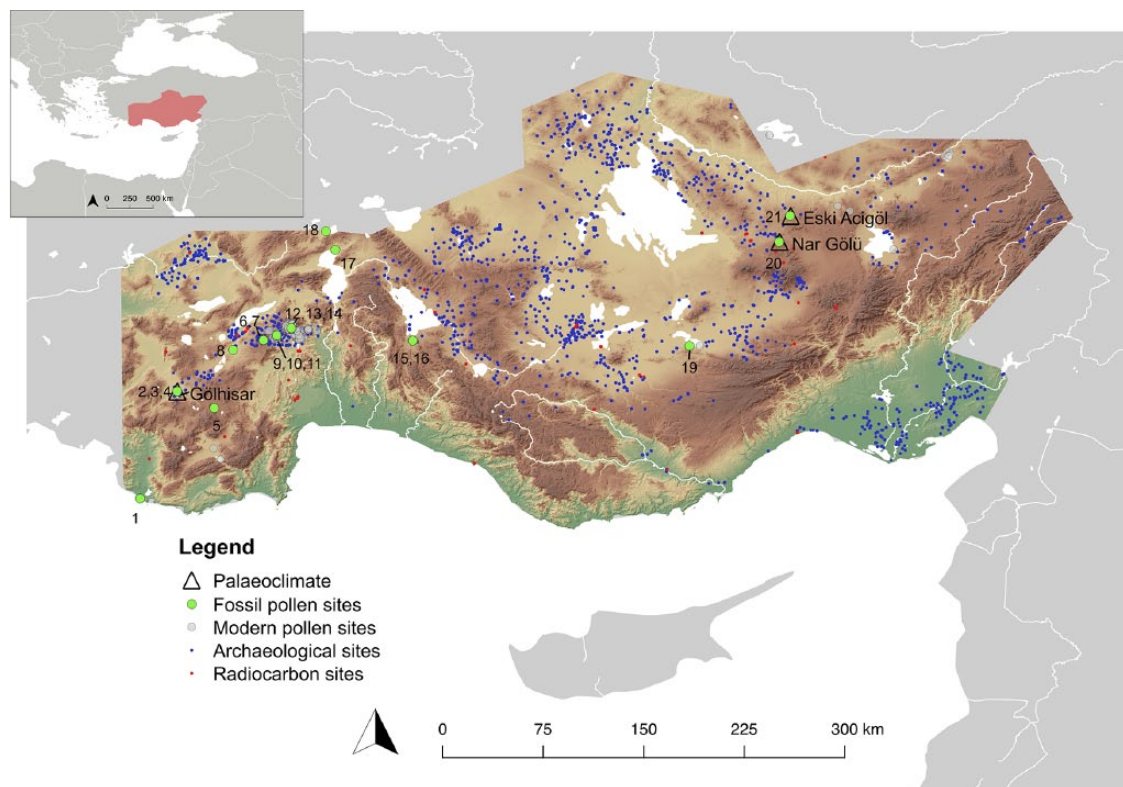 0 250 500 km
18
17
21 Eski Acigöl
Nar Gölü
20
6,7
12,13,14
8
9,10,11
15,16
19
2,3,4 Gölhisar
5
1
Legend
Palaeoclimate
Fossil pollen sites
Modern pollen sites
Archaeological sites
Radiocarbon sites
0 75 150 225 300 km